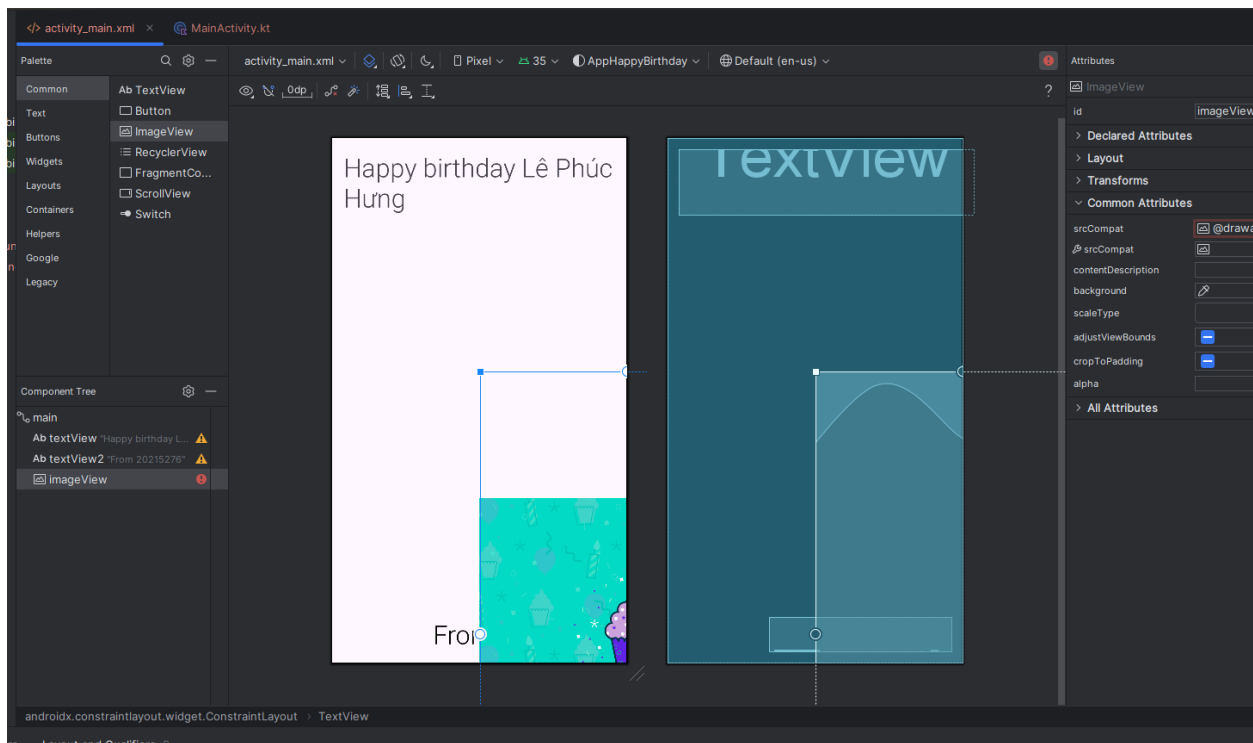 activity_main.xml
MainActivity.kt
Palette
activity_main.xml
Pixel
35
AppHappyBirthday
Default (en-us)
Attributes
Common
Text
Buttons
Widgets
Layouts
Containers
Helpers
Google
Legacy
Ab TextView
Button
ImageView
RecyclerView
FragmentCo...
ScrollView
Switch
0dp
?
ImageView
id
imageView
Declared Attributes
Layout
Transforms
Common Attributes
srcCompat
@drawa
srcCompat
contentDescription
background
scaleType
adjustViewBounds
cropToPadding
alpha
All Attributes
Happy birthday Lê Phúc
Hưng
From
TextView
Component Tree
main
Ab textView "Happy birthday L...
Ab textView2 "From 20215276"
imageView
androidx.constraintlayout.widget.ConstraintLayout > TextView